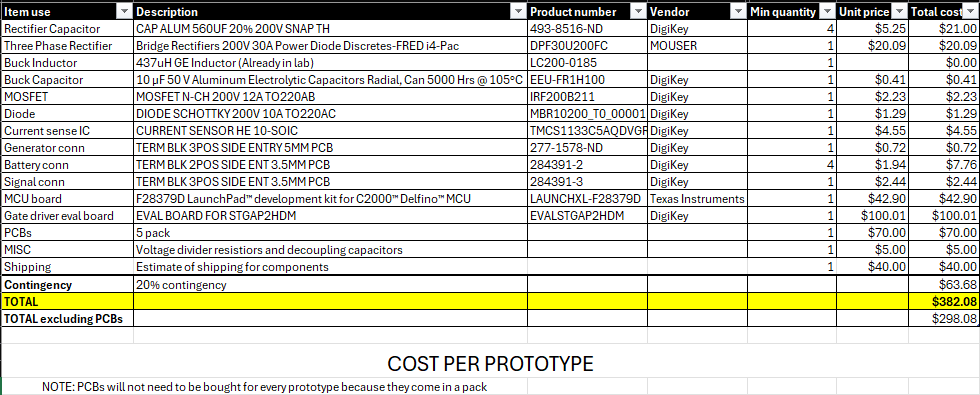 Item use Description Product number Vendor Min quantity Unit price Total cost
Rectifier Capacitor CAP ALUM 560UF 20% 200V SNAP TH 493-8516-ND DigiKey 4 $5.25 $21.00
Three Phase Rectifier Bridge Rectifiers 200V 30A Power Diode Discretes-FRED i4-Pac DPF30U200FC MOUSER 1 $20.09 $20.09
Buck Inductor 437uH GE Inductor (Already in lab) LC200-0185 1 $0.00
Buck Capacitor 10 µF 50 V Aluminum Electrolytic Capacitors Radial, Can 5000 Hrs @ 105°C EEU-FR1H100 DigiKey 1 $0.41 $0.41
MOSFET MOSFET N-CH 200V 12A TO220AB IRF200B211 DigiKey 1 $2.23 $2.23
Diode DIODE SCHOTTKY 200V 10A TO220AC MBR10200_T0_00001 DigiKey 1 $1.29 $1.29
Current sense IC CURRENT SENSOR HE 10-SOIC TMCS1133C5AQDVGR DigiKey 1 $4.55 $4.55
Generator conn TERM BLK 3POS SIDE ENTRY 5MM PCB 277-1578-ND DigiKey 1 $0.72 $0.72
Battery conn TERM BLK 2POS SIDE ENT 3.5MM PCB 284391-2 DigiKey 4 $1.94 $7.76
Signal conn TERM BLK 3POS SIDE ENT 3.5MM PCB 284391-3 DigiKey 1 $2.44 $2.44
MCU board F28379D LaunchPad™ development kit for C2000™ Delfino™ MCU LAUNCHXL-F28379D Texas Instruments 1 $42.90 $42.90
Gate driver eval board EVAL BOARD FOR STGAP2HDM EVALSTGAP2HDM DigiKey 1 $100.01 $100.01
PCBs 5 pack 1 $70.00 $70.00
MISC Voltage divider resistiors and decoupling capacitors 1 $5.00 $5.00
Shipping Estimate of shipping for components 1 $40.00 $40.00
Contingency 20% contingency $63.68
TOTAL $382.08
TOTAL excluding PCBs $298.08
COST PER PROTOTYPE
NOTE: PCBs will not need to be bought for every prototype because they come in a pack